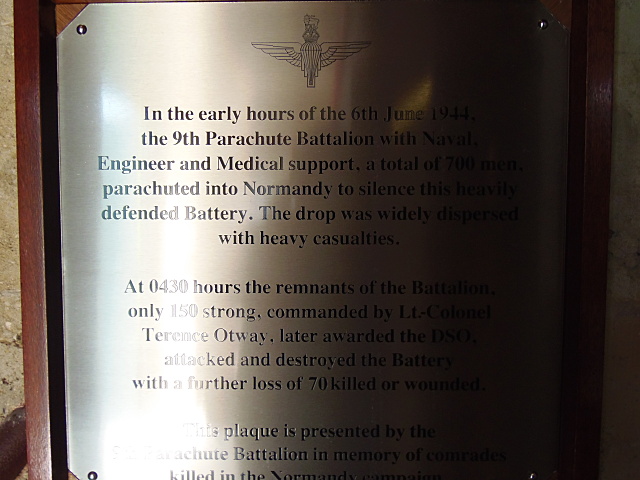 In the early hours of the 6th June 1944,
the 9th Parachute Battalion with Naval,
Engineer and Medical support, a total of 700 men,
parachuted into Normandy to silence this heavily
defended Battery. The drop was widely dispersed
with heavy casualties.
At 0430 hours the remnants of the Battalion,
only 150 strong, commanded by Lt.-Colonel
Terence Otway, later awarded the DSO,
attacked and destroyed the Battery
with a further loss of 70 killed or wounded.
This plaque is presented by the
Parachute Battalion in memory of comrades
killed in the Normandy campaign